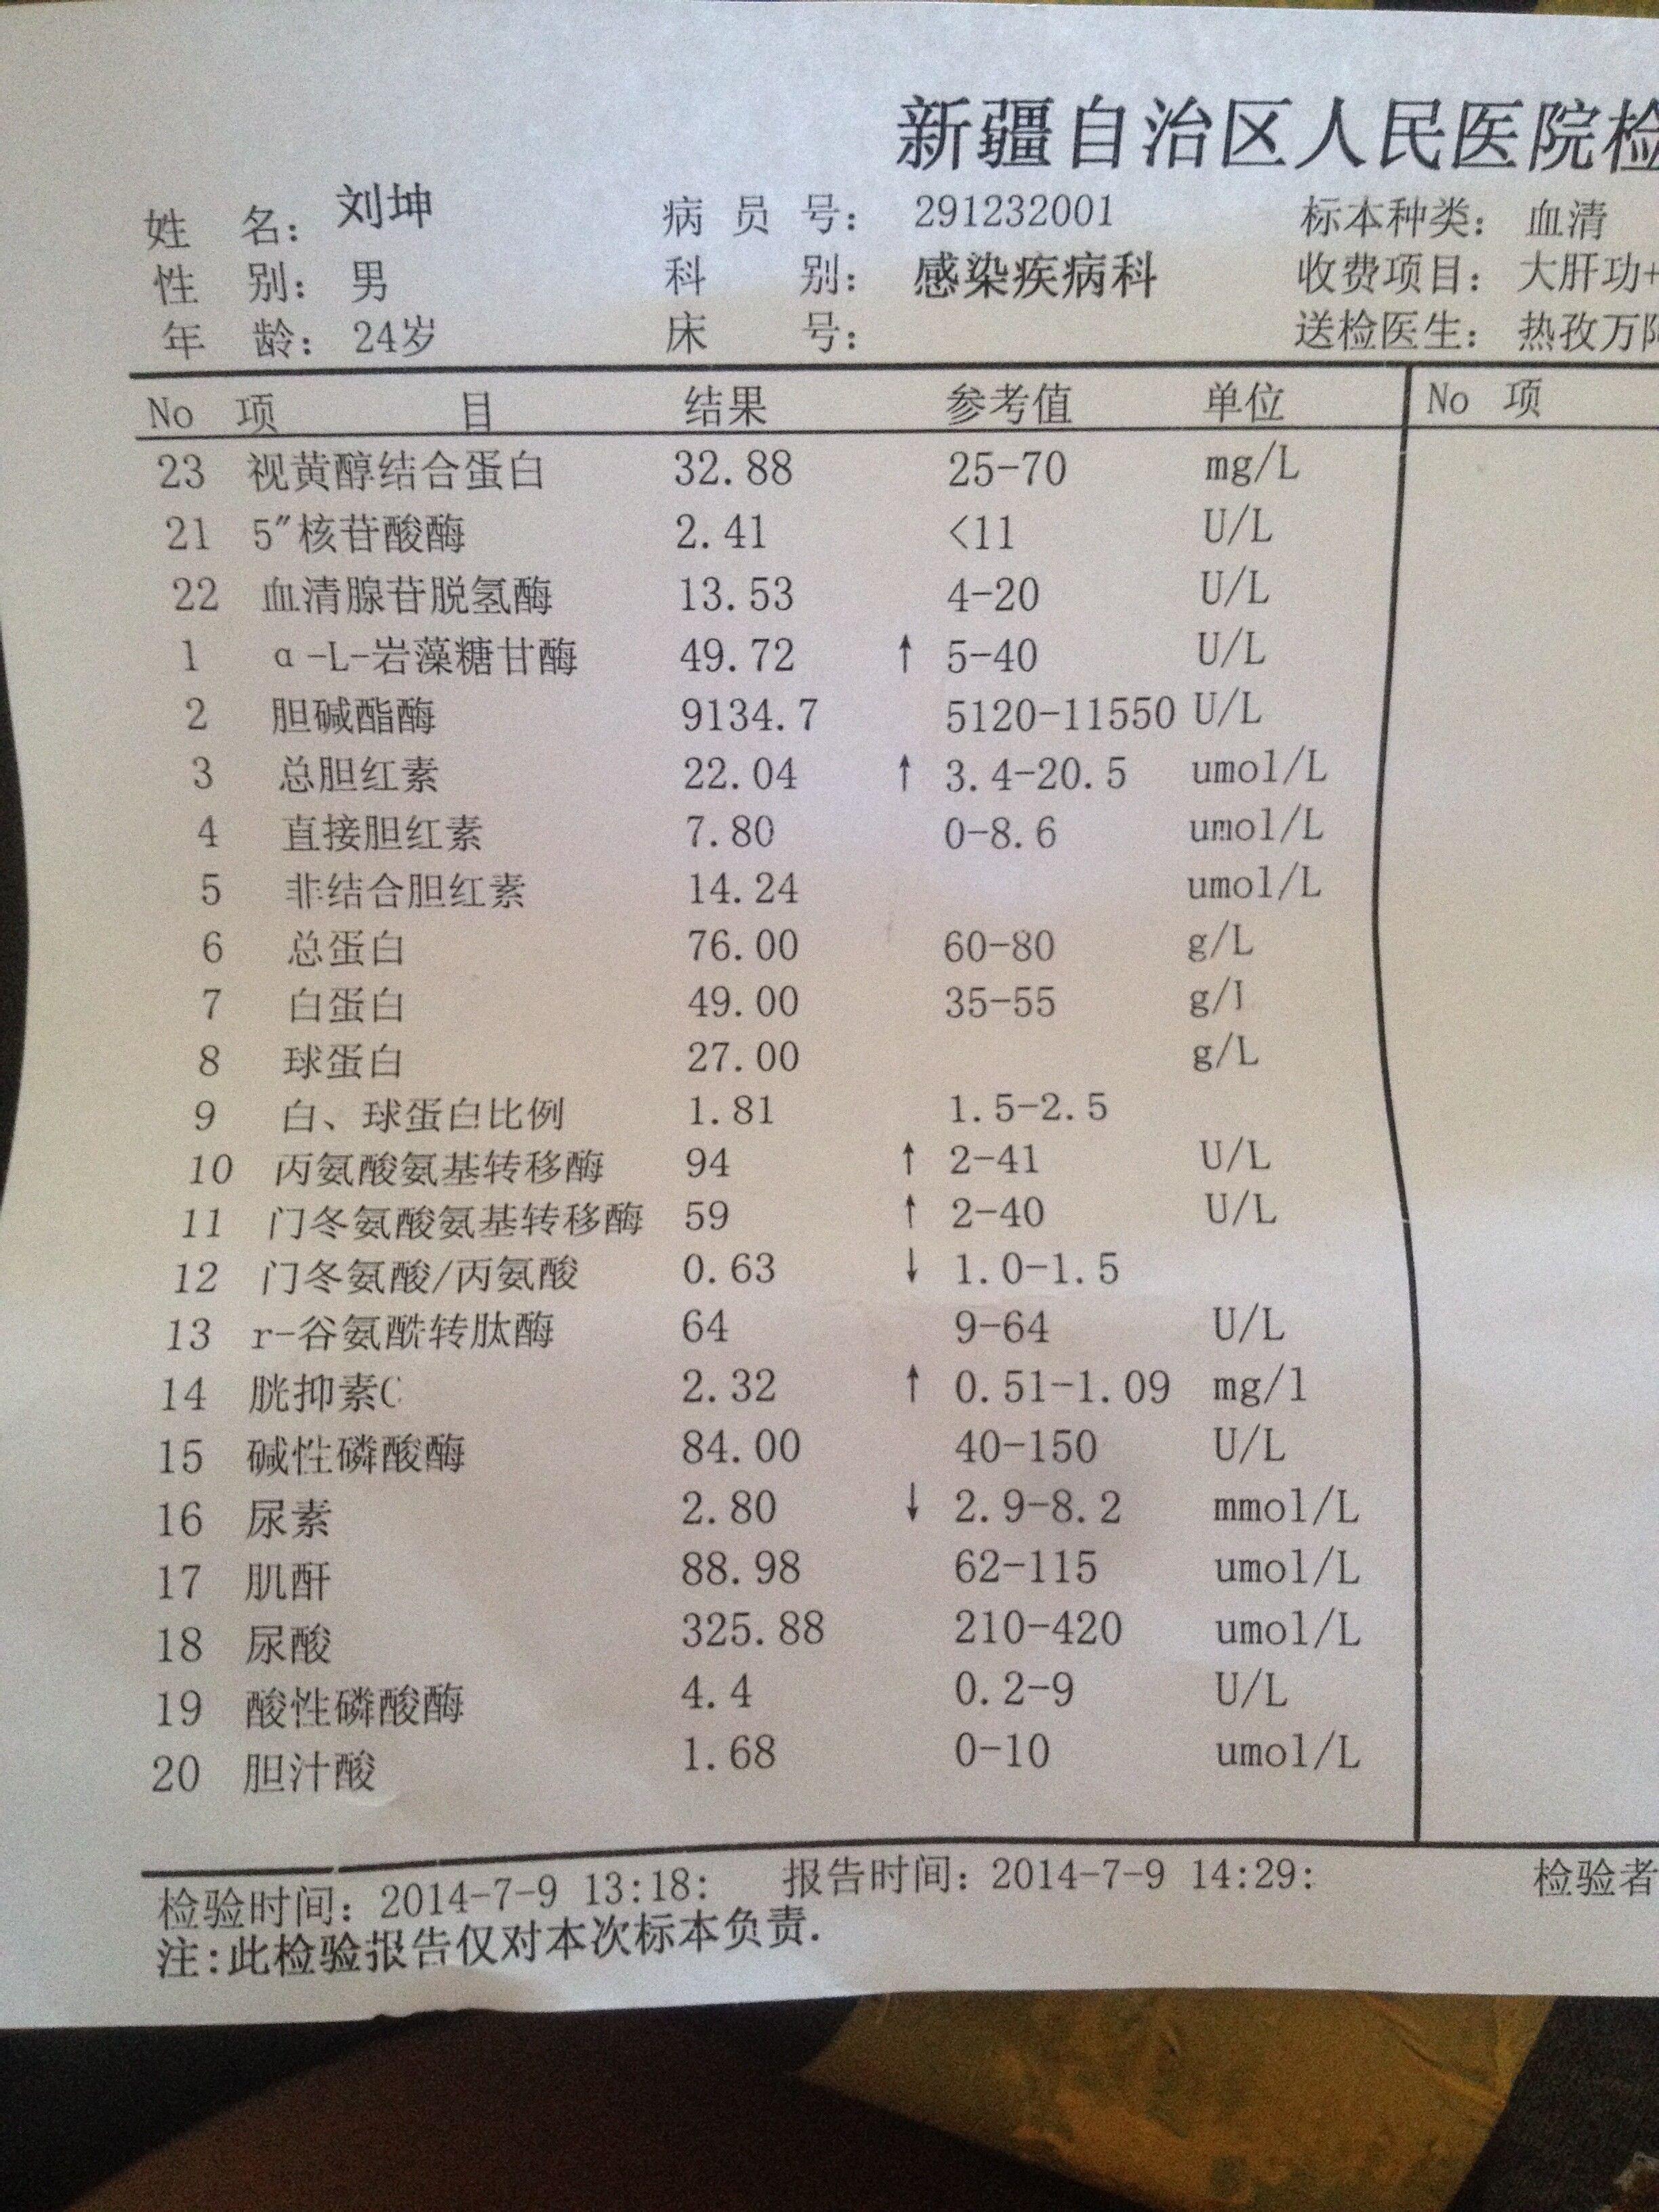 新疆自治区人民医院检
姓 名： 刘坤 病 员 号： 291232001 标本种类： 血清
性 别： 男 科 别： 感染疾病科 收费项目： 大肝功+
年 龄： 24岁 床 号： 送检医生： 热孜万
No 项 目 结果 参考值 单位 No 项
23 视黄醇结合蛋白 32.88 25-70 mg/L
21 5″核苷酸酶 2.41 <11 U/L
22 血清腺苷脱氢酶 13.53 4-20 U/L
1 α-L-岩藻糖甘酶 49.72 ↑ 5-40 U/L
2 胆碱酯酶 9134.7 5120-11550 U/L
3 总胆红素 22.04 ↑ 3.4-20.5 umol/L
4 直接胆红素 7.80 0-8.6 umol/L
5 非结合胆红素 14.24 umol/L
6 总蛋白 76.00 60-80 g/L
7 白蛋白 49.00 35-55 g/l
8 球蛋白 27.00 g/L
9 白、球蛋白比例 1.81 1.5-2.5
10 丙氨酸氨基转移酶 94 ↑ 2-41 U/L
11 门冬氨酸氨基转移酶 59 ↑ 2-40 U/L
12 门冬氨酸/丙氨酸 0.63 ↓ 1.0-1.5
13 r-谷氨酰转肽酶 64 9-64 U/L
14 胱抑素C 2.32 ↑ 0.51-1.09 mg/l
15 碱性磷酸酶 84.00 40-150 U/L
16 尿素 2.80 ↓ 2.9-8.2 mmol/L
17 肌酐 88.98 62-115 umol/L
18 尿酸 325.88 210-420 umol/L
19 酸性磷酸酶 4.4 0.2-9 U/L
20 胆汁酸 1.68 0-10 umol/L
检验时间： 2014-7-9 13:18: 报告时间： 2014-7-9 14:29: 检验者
注：此检验报告仅对本次标本负责.